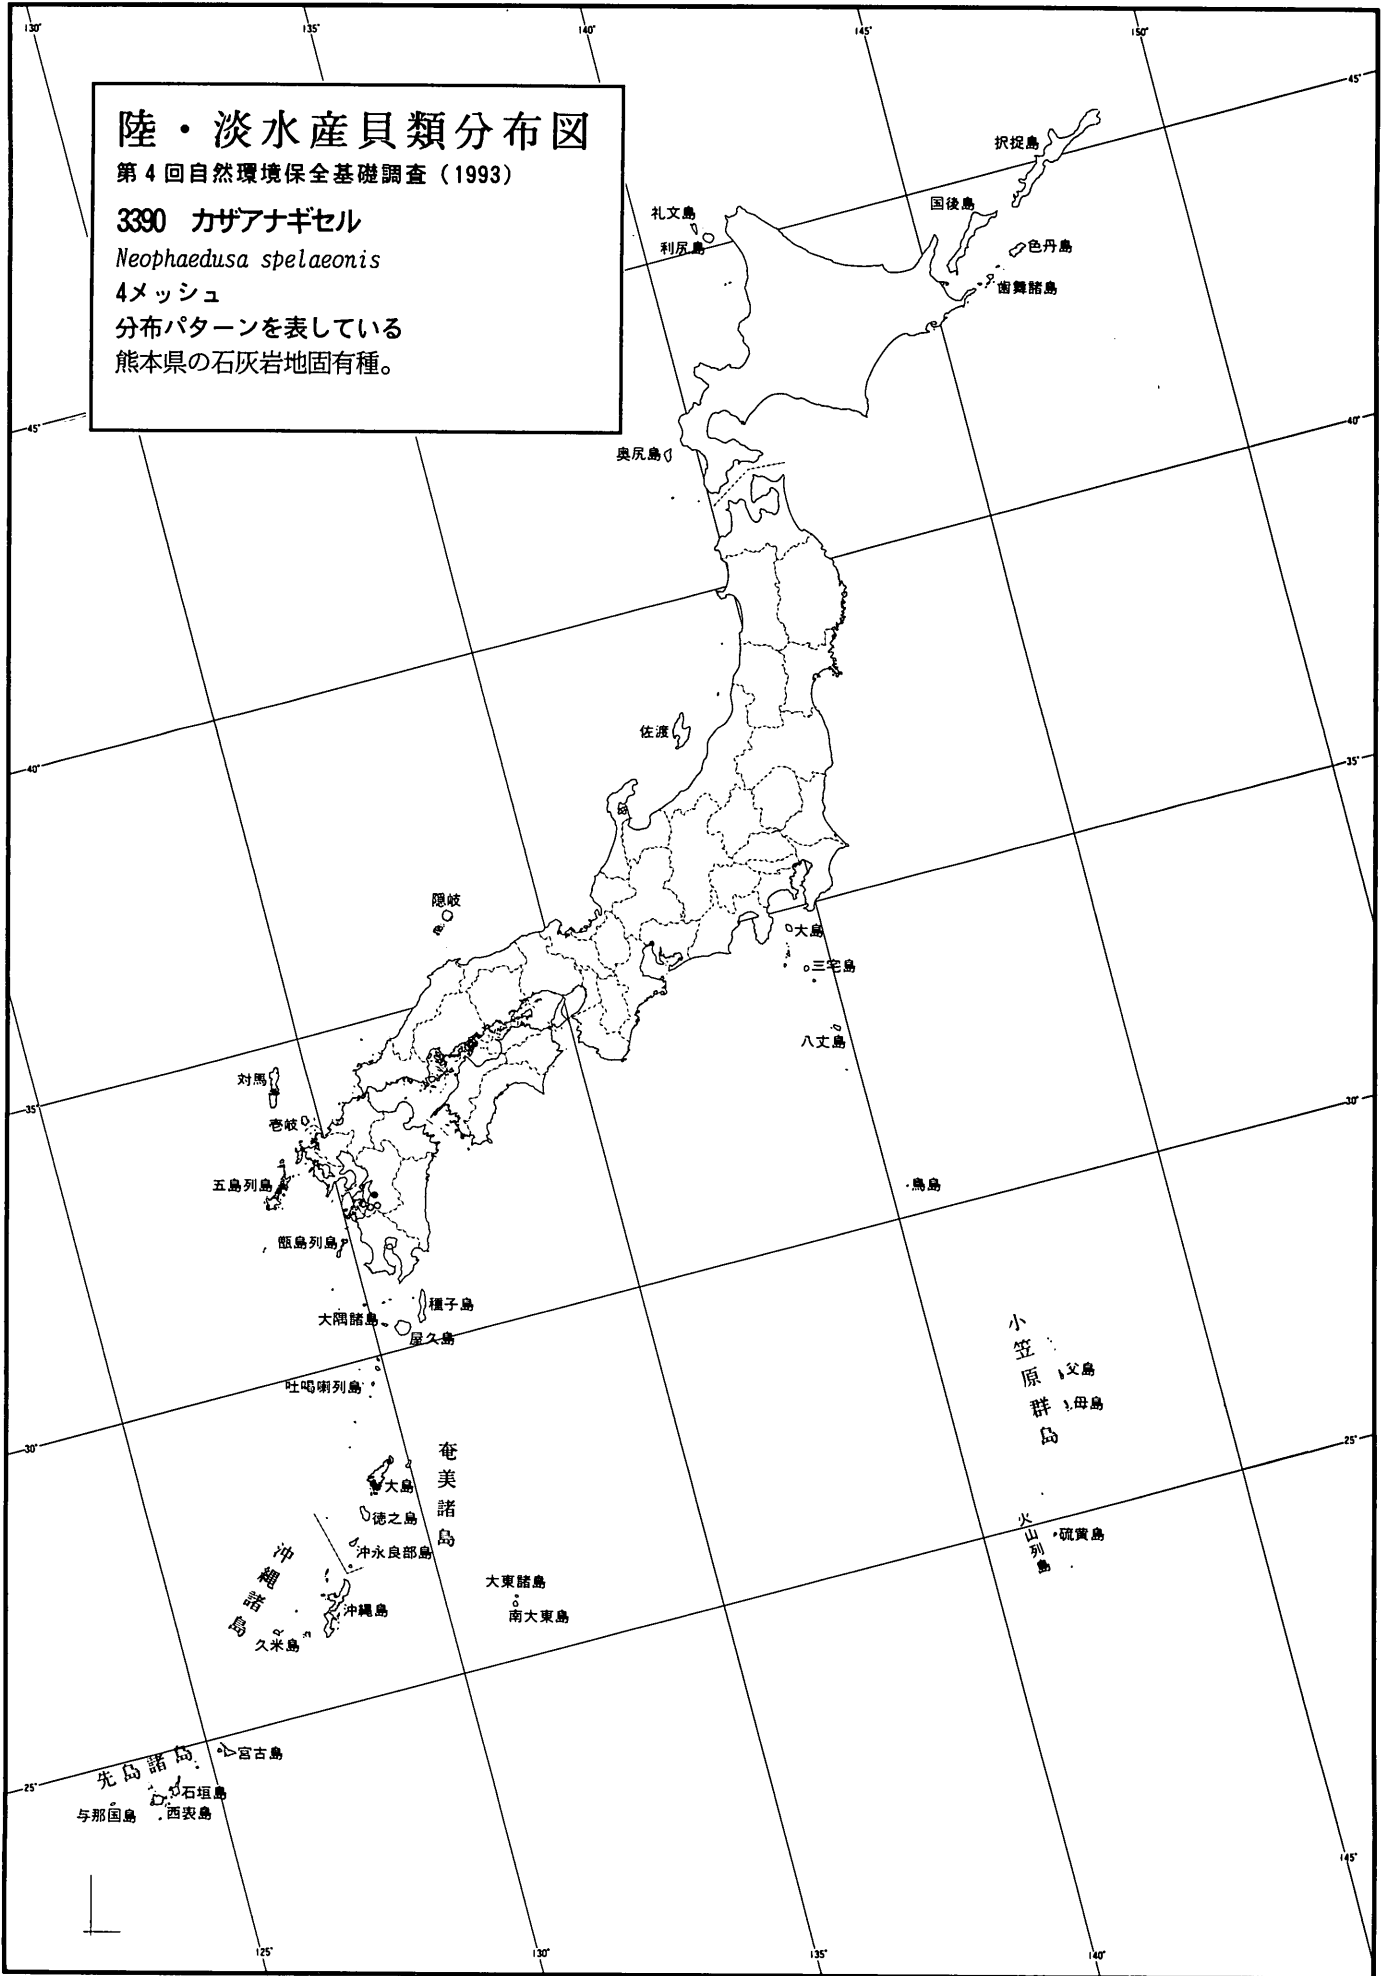 130°
135°
140°
145°
150°
陸・淡水産貝類分布図
第4回自然環境保全基礎調査（1993）
3390 カザアナギセル
Neophaedusa spelaeonis
4メッシュ
分布パターンを表している
熊本県の石灰岩地固有種。
45°
択捉島
国後島
礼文島
利尻島
色丹島
歯舞諸島
40°
45°
奥尻島
佐渡
35°
40°
隠岐
大島
三宅島
八丈島
対馬
壱岐
35°
30°
五島列島
鳥島
甑島列島
種子島
大隅諸島
屋久島
吐噶喇列島
小笠原群島
父島
母島
25°
30°
奄美諸島
大島
徳之島
沖永良部島
火山列島
硫黄島
沖縄諸島
沖縄島
久米島
大東諸島
南大東島
先島諸島
宮古島
石垣島
西表島
与那国島
25°
145°
125°
130°
135°
140°